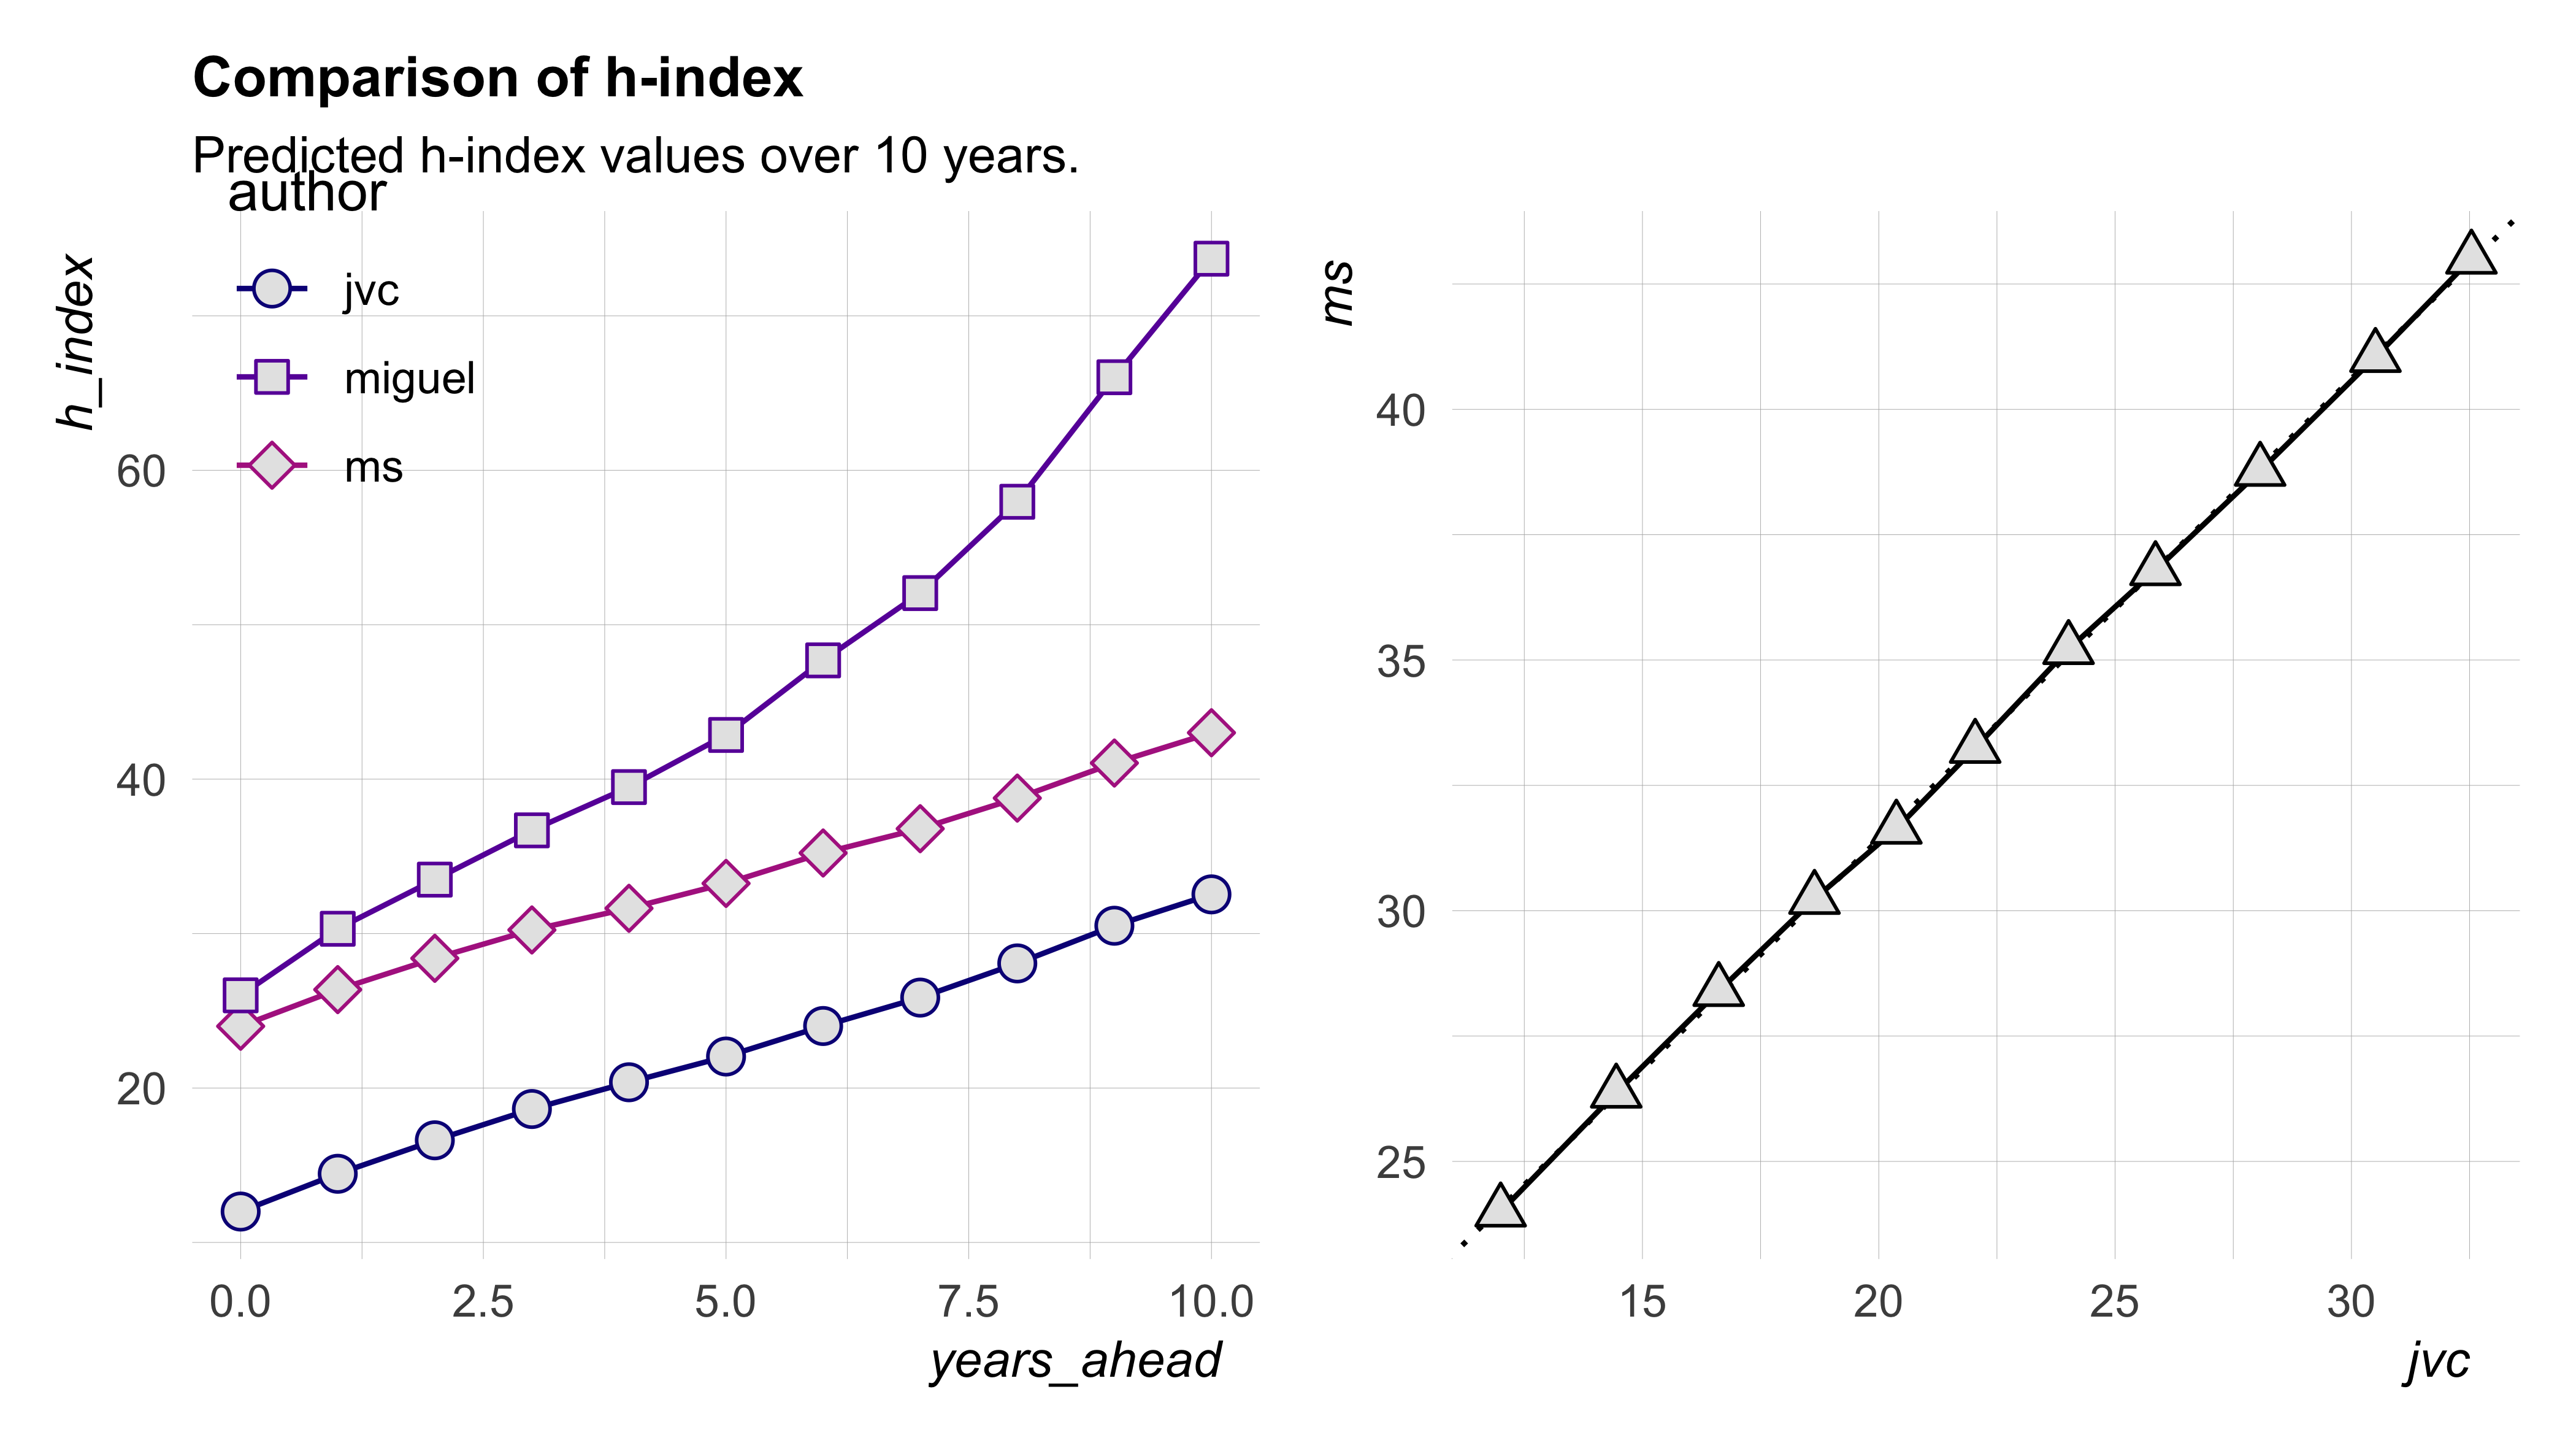 Comparison of h-index
Predicted h-index values over 10 years.
author
jvc
miguel
ms
h_index
60
40
20
0.0 2.5 5.0 7.5 10.0
years_ahead
ms
40
35
30
25
15 20 25 30
jvc